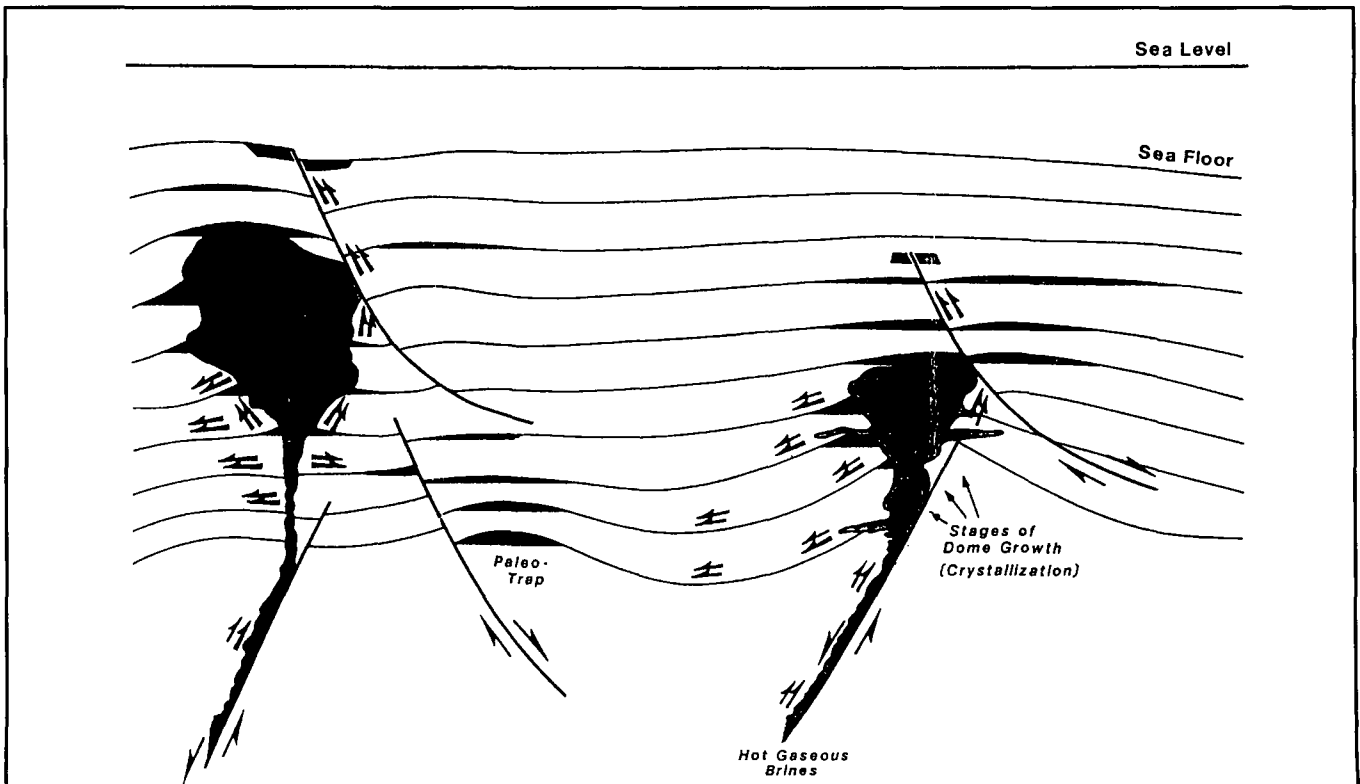 Sea Level
Sea Floor
Paleo-
Trap
Stages of
Dome Growth
(Crystallization)
Hot Gaseous
Brines